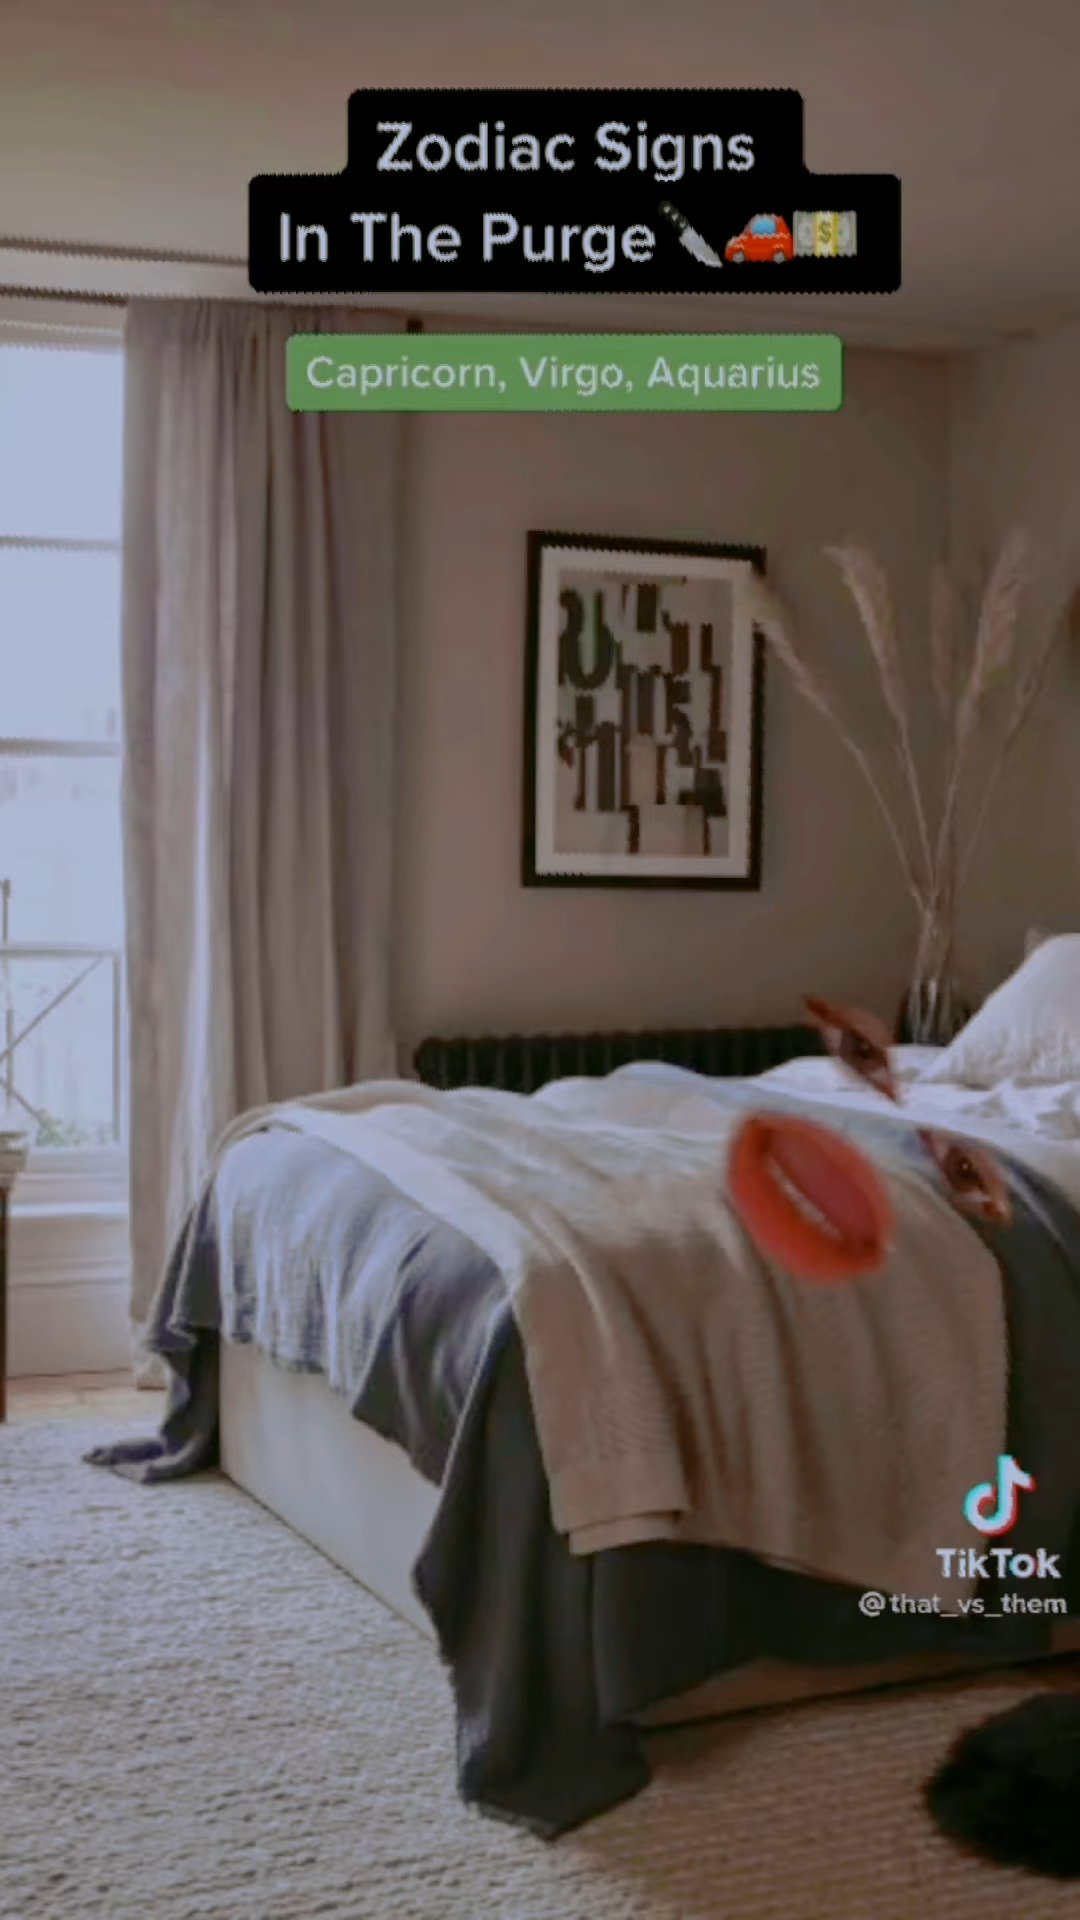 Zodiac Signs
In The Purge🔪🚗💵
Capricorn, Virgo, Aquarius
TikTok
@that_vs_them